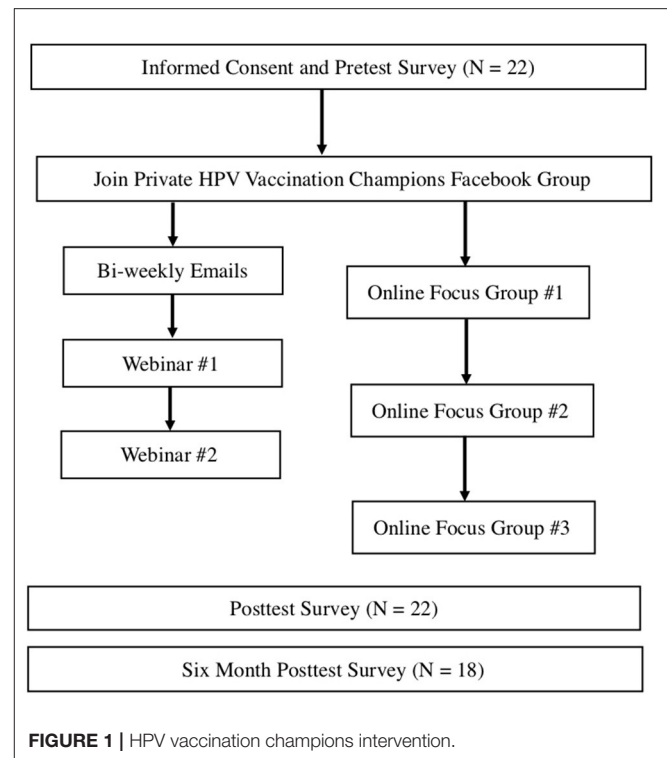 Informed Consent and Pretest Survey (N = 22)
Join Private HPV Vaccination Champions Facebook Group
Bi-weekly Emails
Webinar #1
Webinar #2
Online Focus Group #1
Online Focus Group #2
Online Focus Group #3
Posttest Survey (N = 22)
Six Month Posttest Survey (N = 18)
FIGURE 1 | HPV vaccination champions intervention.